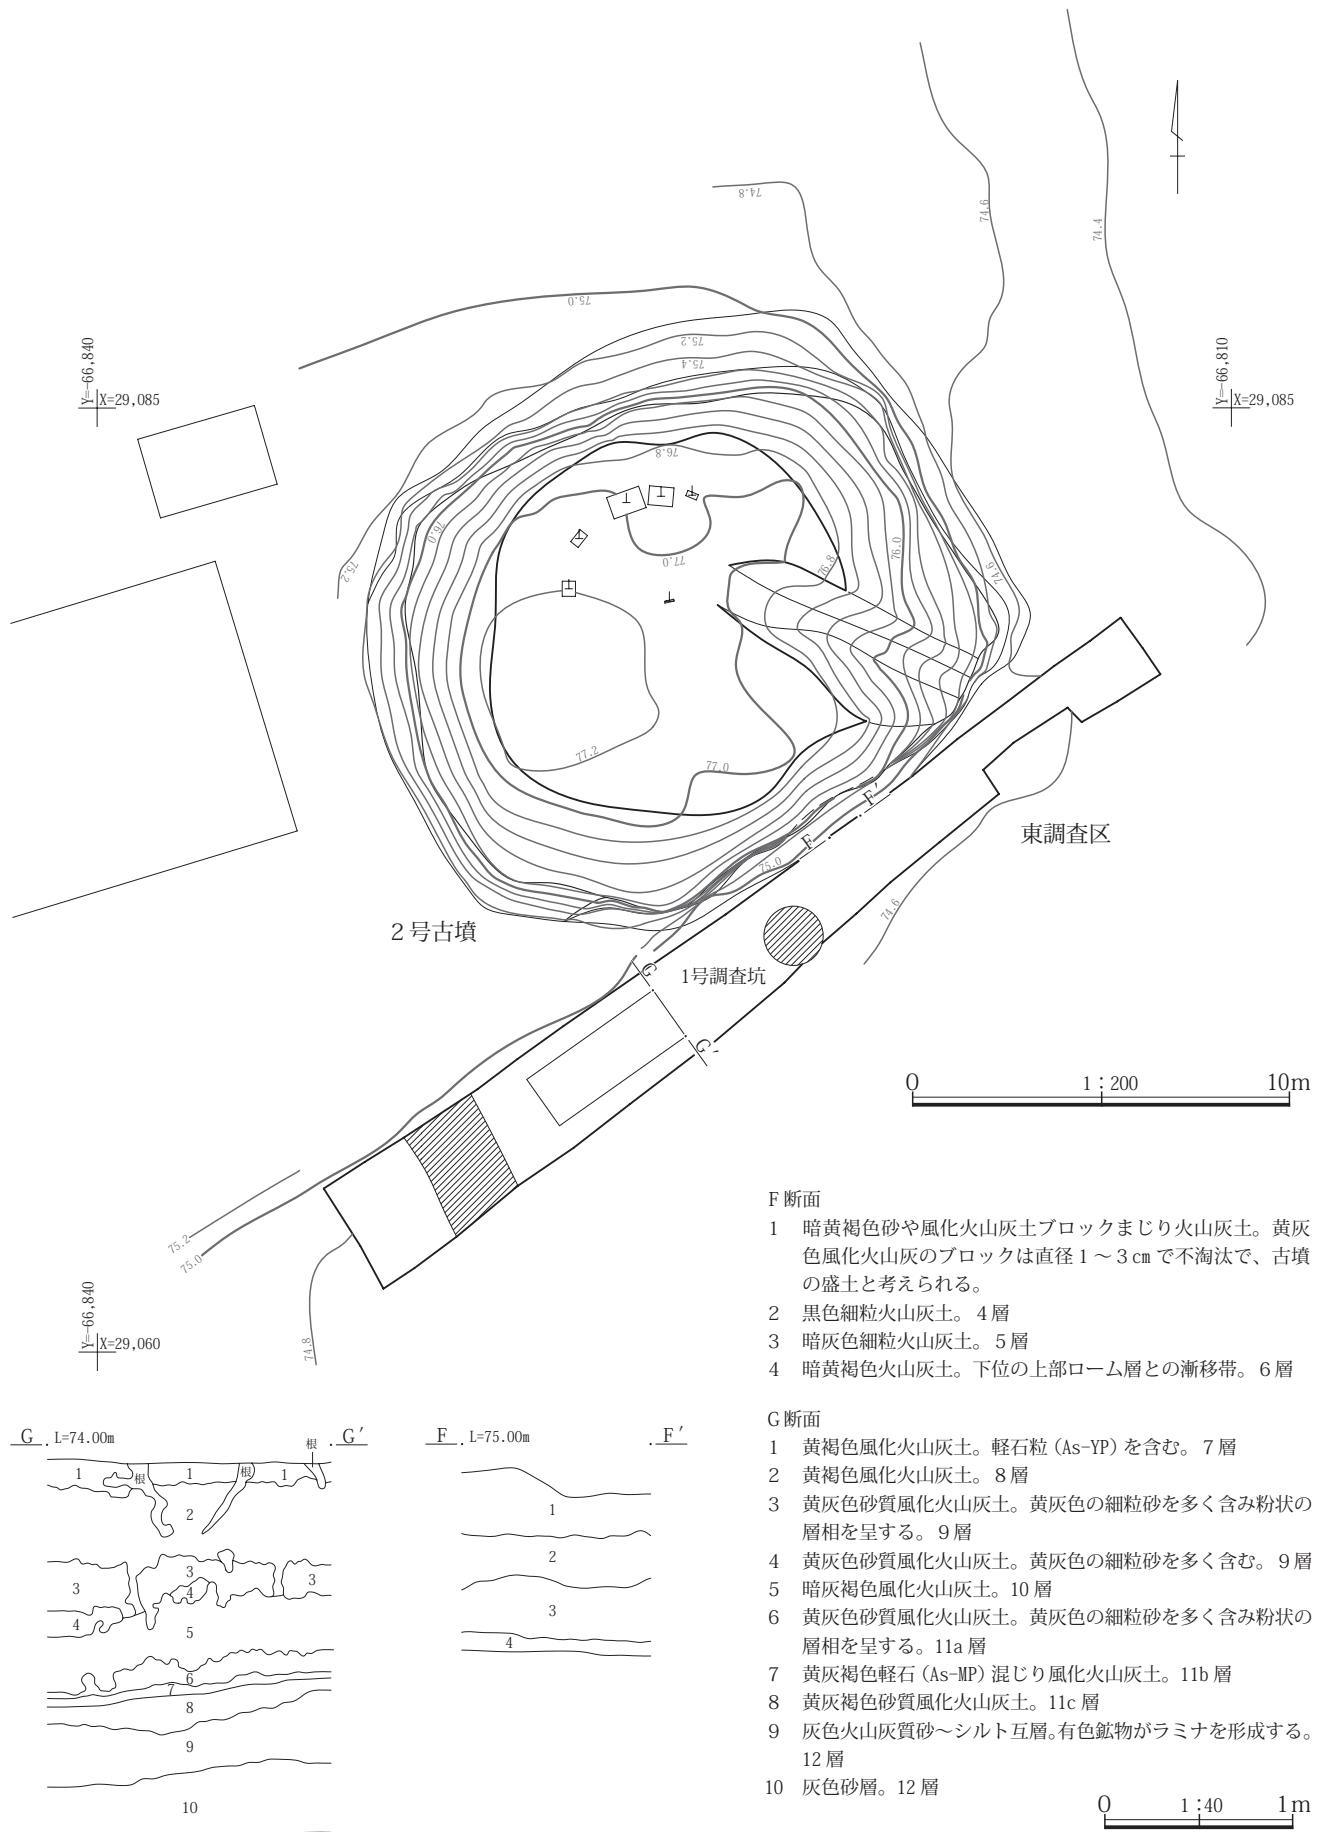 74.8
74.6
74.4
75.0
75.2
75.4
Y=-66,840
X=29,085
Y=-66,810
X=29,085
76.8
76.0
75.2
77.0
76.8
76.0
74.6
77.2
77.0
F
F′
75.0
74.6
東調査区
2号古墳
G
G′
1号調査坑
0 1:200 10m
75.2
75.0
74.8
Y=-66,840
X=29,060
F断面
1 暗黄褐色砂や風化火山灰土ブロックまじり火山灰土。黄灰
色風化火山灰のブロックは直径1～3㎝で不淘汰で、古墳
の盛土と考えられる。
2 黒色細粒火山灰土。4層
3 暗灰色細粒火山灰土。5層
4 暗黄褐色火山灰土。下位の上部ローム層との漸移帯。6層
G断面
1 黄褐色風化火山灰土。軽石粒(As-YP)を含む。7層
2 黄褐色風化火山灰土。8層
3 黄灰色砂質風化火山灰土。黄灰色の細粒砂を多く含み粉状の
層相を呈する。9層
4 黄灰色砂質風化火山灰土。黄灰色の細粒砂を多く含む。9層
5 暗灰褐色風化火山灰土。10層
6 黄灰色砂質風化火山灰土。黄灰色の細粒砂を多く含み粉状の
層相を呈する。11a層
7 黄灰褐色軽石(As-MP)混じり風化火山灰土。11b層
8 黄灰褐色砂質風化火山灰土。11c層
9 灰色火山灰質砂～シルト互層。有色鉱物がラミナを形成する。
12層
10 灰色砂層。12層
G L=74.00m G′
根
1 根 1 根 1
2
3 3 3
4
4
5
6
7
8
9
10
F L=75.00m F′
1
2
3
4
0 1:40 1m